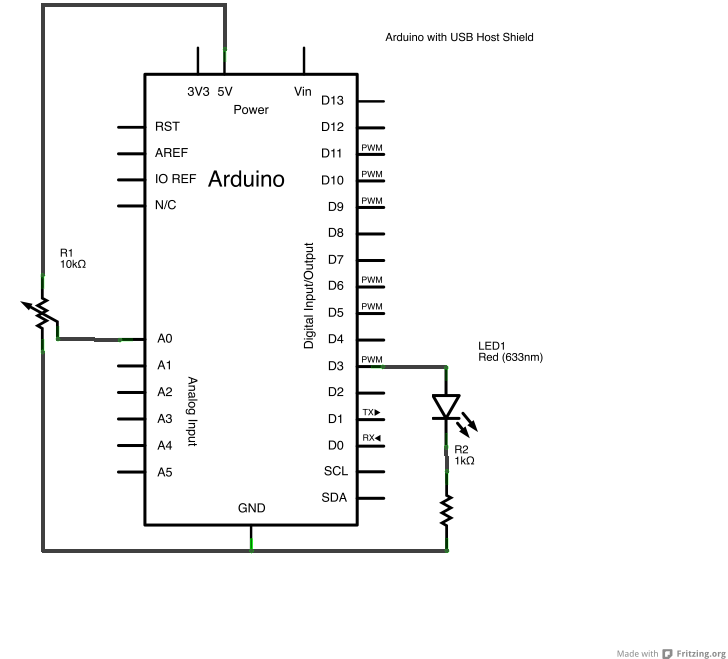 Arduino with USB Host Shield
3V3 5V Vin
Power
D13
RST
D12
AREF
D11 PWM
IO REF
Arduino
D10 PWM
N/C
D9 PWM
D8
R1
10kΩ
D7
D6 PWM
D5 PWM
Digital Input/Output
A0
D4
LED1
Red (633nm)
A1
D3 PWM
A2
D2
Analog Input
A3
D1 TX▶
A4
D0 RX◀
R2
1kΩ
A5
SCL
SDA
GND
Made with Fritzing.org